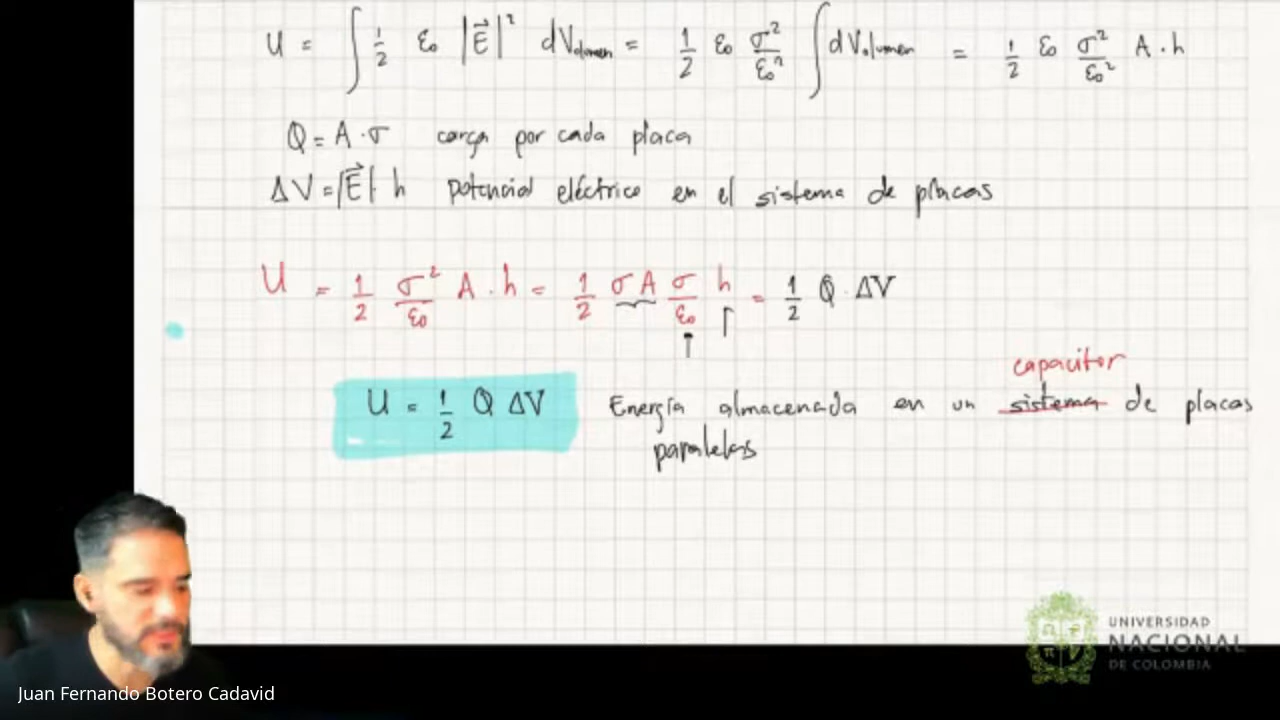 U = ∫ 1/2 ε₀ |E⃗|² dVolumen = 1/2 ε₀ σ²/ε₀² ∫ dVolumen = 1/2 ε₀ σ²/ε₀² A · h
Q = A · σ carga por cada placa
ΔV = |E⃗| h potencial eléctrico en el sistema de placas
U = 1/2 σ²/ε₀ A · h = 1/2 σ A σ/ε₀ h = 1/2 Q · ΔV
capacitor
U = 1/2 Q ΔV Energía almacenada en un sistema de placas
paralelas
UNIVERSIDAD
NACIONAL
DE COLOMBIA
Juan Fernando Botero Cadavid